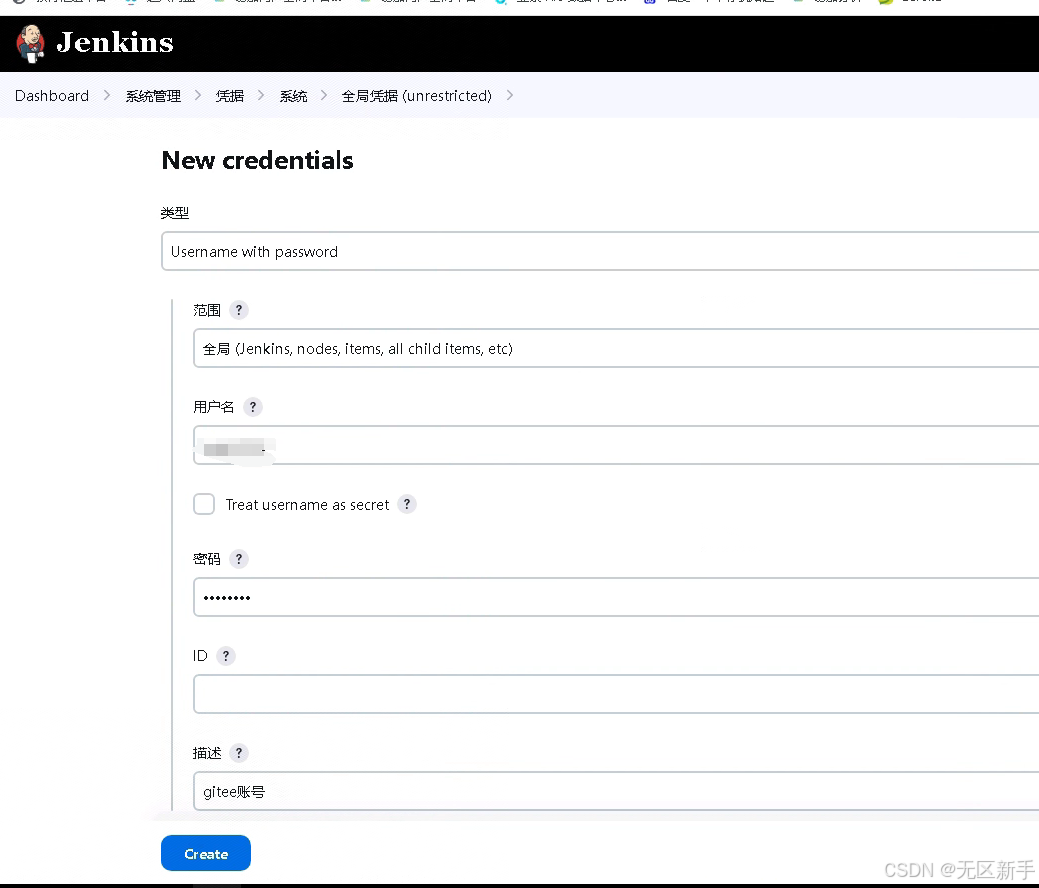 Jenkins
Dashboard 系统管理 凭据 系统 全局凭据 (unrestricted)
New credentials
类型
Username with password
范围 ?
全局 (Jenkins, nodes, items, all child items, etc)
用户名 ?
Treat username as secret ?
密码 ?
••••••••
ID ?
描述 ?
gitee账号
Create
CSDN @无区新手